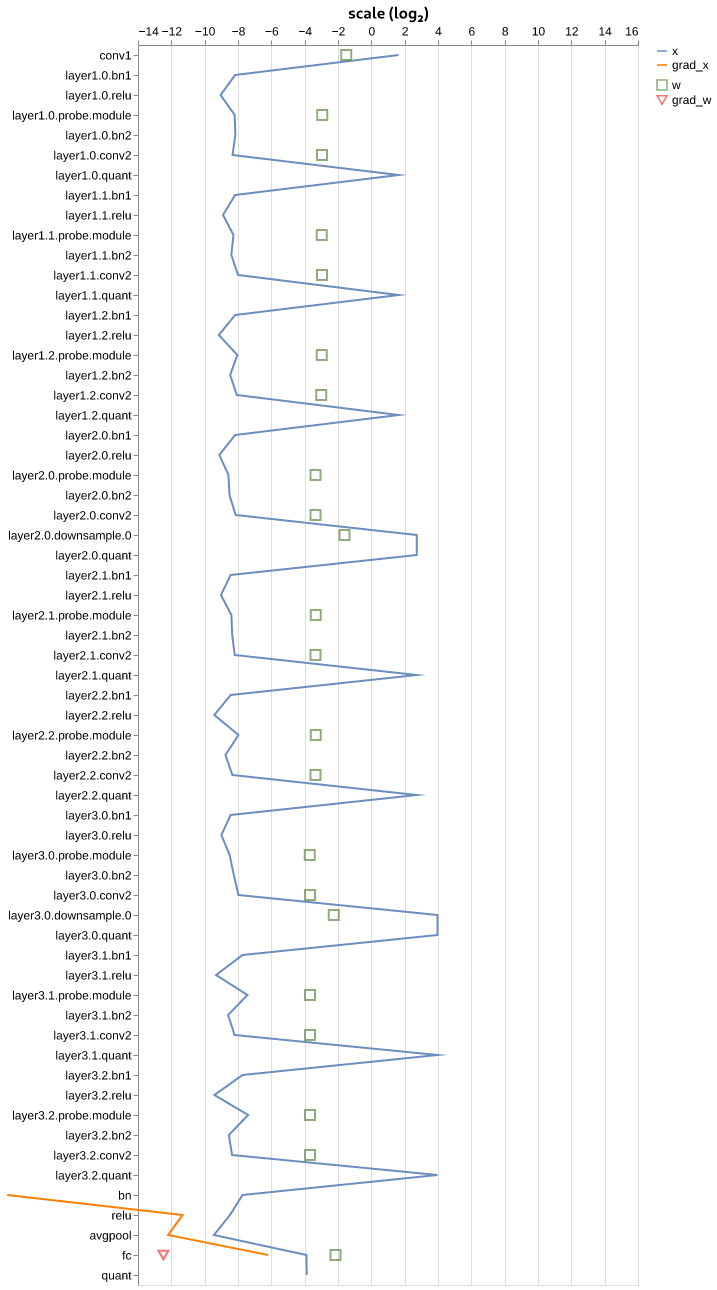 scale (log₂)
−14 −12 −10 −8 −6 −4 −2 0 2 4 6 8 10 12 14 16
x
grad_x
w
grad_w
conv1
layer1.0.bn1
layer1.0.relu
layer1.0.probe.module
layer1.0.bn2
layer1.0.conv2
layer1.0.quant
layer1.1.bn1
layer1.1.relu
layer1.1.probe.module
layer1.1.bn2
layer1.1.conv2
layer1.1.quant
layer1.2.bn1
layer1.2.relu
layer1.2.probe.module
layer1.2.bn2
layer1.2.conv2
layer1.2.quant
layer2.0.bn1
layer2.0.relu
layer2.0.probe.module
layer2.0.bn2
layer2.0.conv2
layer2.0.downsample.0
layer2.0.quant
layer2.1.bn1
layer2.1.relu
layer2.1.probe.module
layer2.1.bn2
layer2.1.conv2
layer2.1.quant
layer2.2.bn1
layer2.2.relu
layer2.2.probe.module
layer2.2.bn2
layer2.2.conv2
layer2.2.quant
layer3.0.bn1
layer3.0.relu
layer3.0.probe.module
layer3.0.bn2
layer3.0.conv2
layer3.0.downsample.0
layer3.0.quant
layer3.1.bn1
layer3.1.relu
layer3.1.probe.module
layer3.1.bn2
layer3.1.conv2
layer3.1.quant
layer3.2.bn1
layer3.2.relu
layer3.2.probe.module
layer3.2.bn2
layer3.2.conv2
layer3.2.quant
bn
relu
avgpool
fc
quant